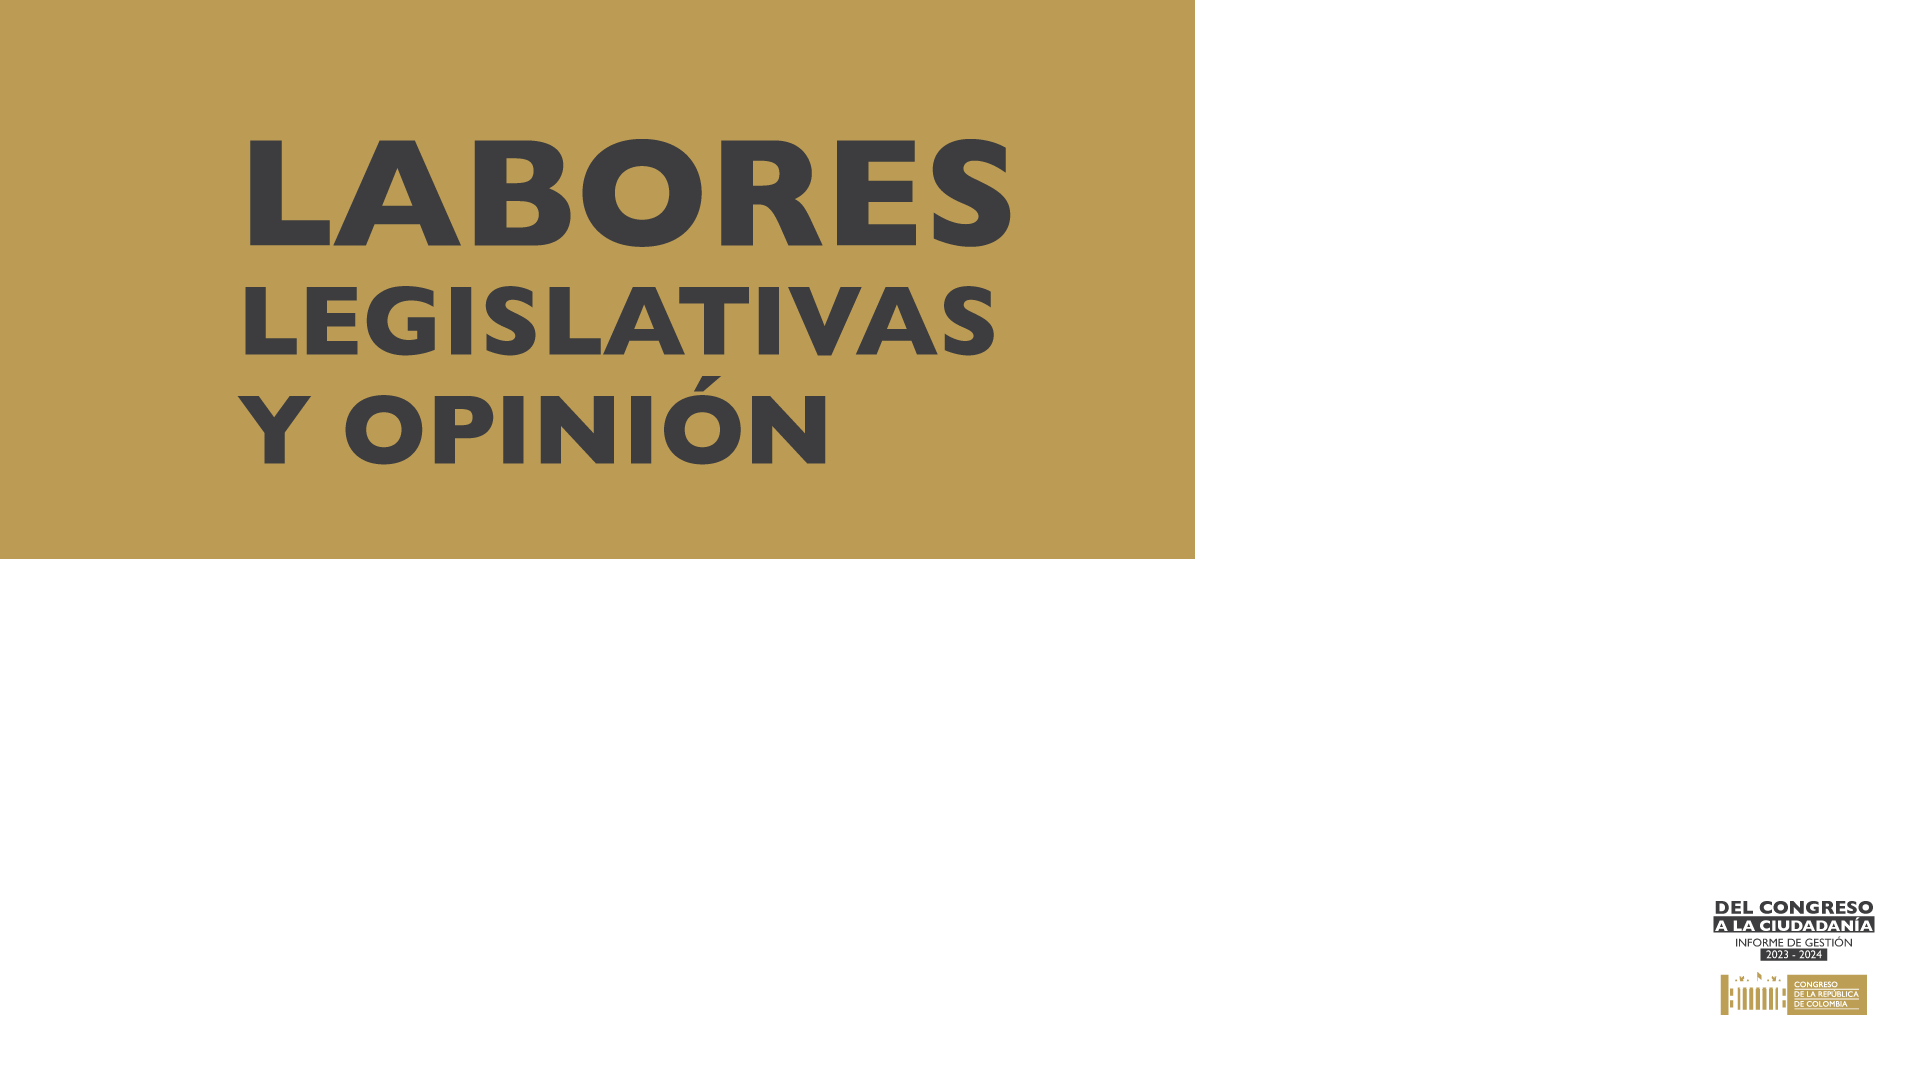 LABORES
LEGISLATIVAS
Y OPINIÓN
DEL CONGRESO
A LA CIUDADANÍA
INFORME DE GESTIÓN
2023 - 2024
CONGRESO
DE LA REPÚBLICA
DE COLOMBIA